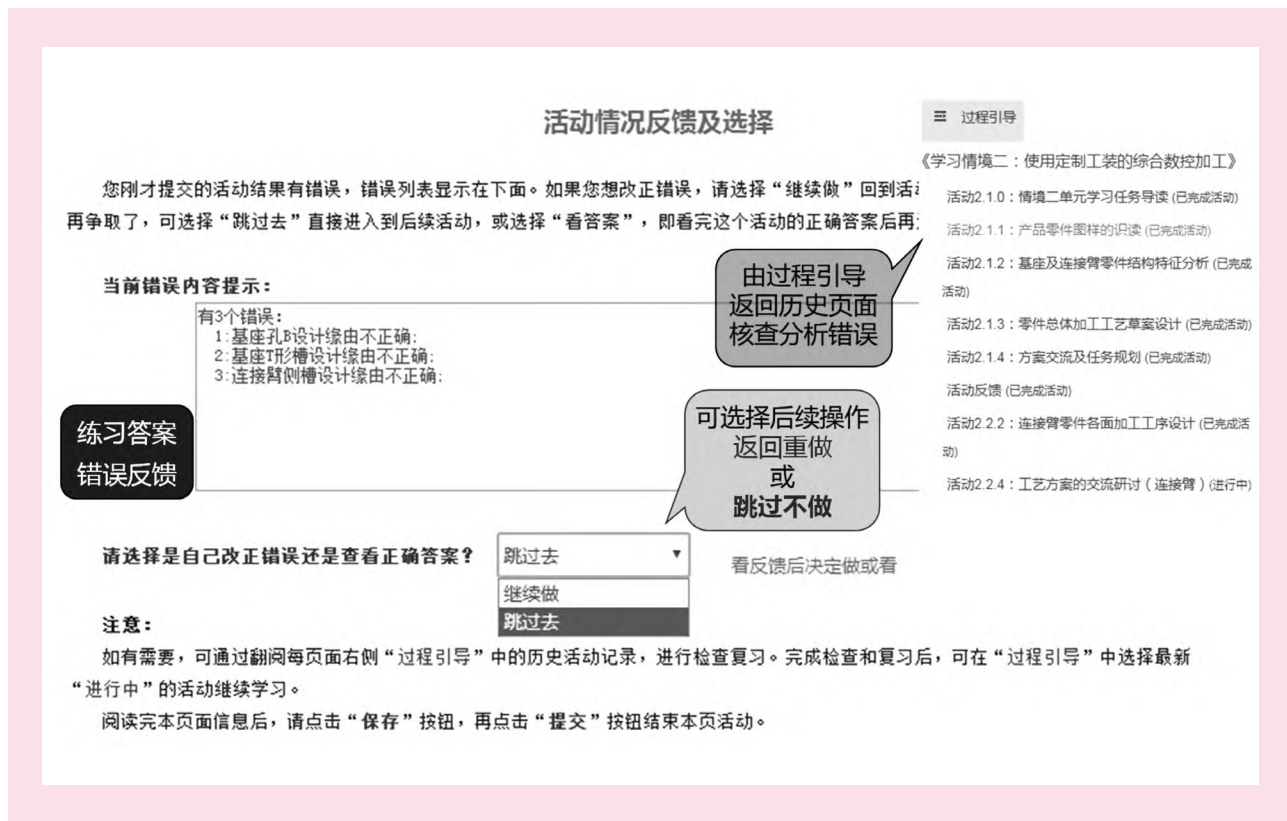 活动情况反馈及选择
您刚才提交的活动结果有错误，错误列表显示在下面。如果您想改正错误，请选择“继续做”回到活
再争取了，可选择“跳过去”直接进入到后续活动，或选择“看答案”，即看完这个活动的正确答案后再
当前错误内容提示：
有3个错误：
1:基座孔B设计缘由不正确;
2:基座T形槽设计缘由不正确;
3:连接臂侧槽设计缘由不正确;
练习答案
错误反馈
由过程引导
返回历史页面
核查分析错误
可选择后续操作
返回重做
或
跳过不做
请选择是自己改正错误还是查看正确答案？
跳过去
继续做
跳过去
看反馈后决定做或看
注意：
如有需要，可通过翻阅每页面右侧“过程引导”中的历史活动记录，进行检查复习。完成检查和复习后，可在“过程引导”中选择最新
“进行中”的活动继续学习。
阅读完本页面信息后，请点击“保存”按钮，再点击“提交”按钮结束本页活动。
过程引导
《学习情境二：使用定制工装的综合数控加工》
活动2.1.0：情境二单元学习任务导读 (已完成活动)
活动2.1.1：产品零件图样的识读 (已完成活动)
活动2.1.2：基座及连接臂零件结构特征分析 (已完成
活动)
活动2.1.3：零件总体加工工艺草案设计 (已完成活动)
活动2.1.4：方案交流及任务规划 (已完成活动)
活动反馈 (已完成活动)
活动2.2.2：连接臂零件各面加工工序设计 (已完成活
动)
活动2.2.4：工艺方案的交流研讨（连接臂）(进行中)